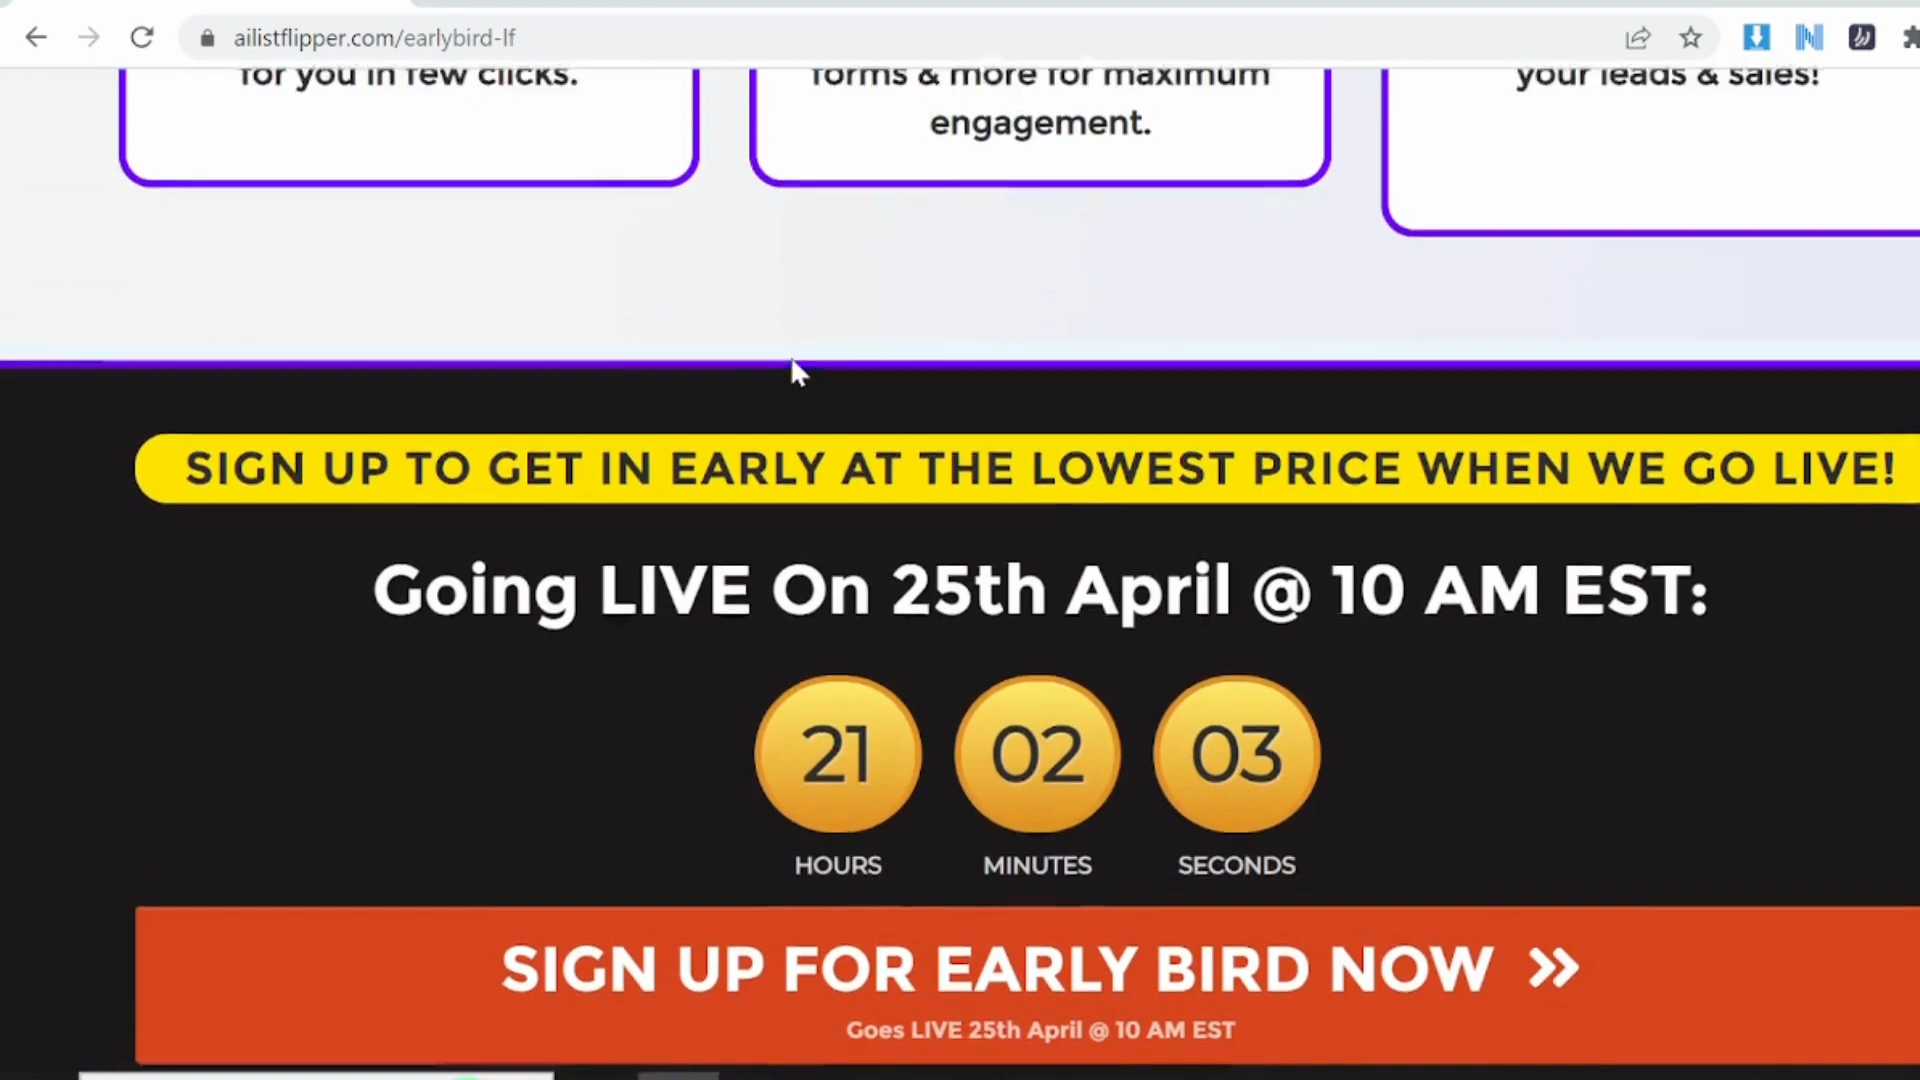 ailistflipper.com/earlybird-lf
for you in few clicks.
forms & more for maximum
engagement.
your leads & sales!
SIGN UP TO GET IN EARLY AT THE LOWEST PRICE WHEN WE GO LIVE!
Going LIVE On 25th April @ 10 AM EST:
21 02 03
HOURS MINUTES SECONDS
SIGN UP FOR EARLY BIRD NOW »
Goes LIVE 25th April @ 10 AM EST